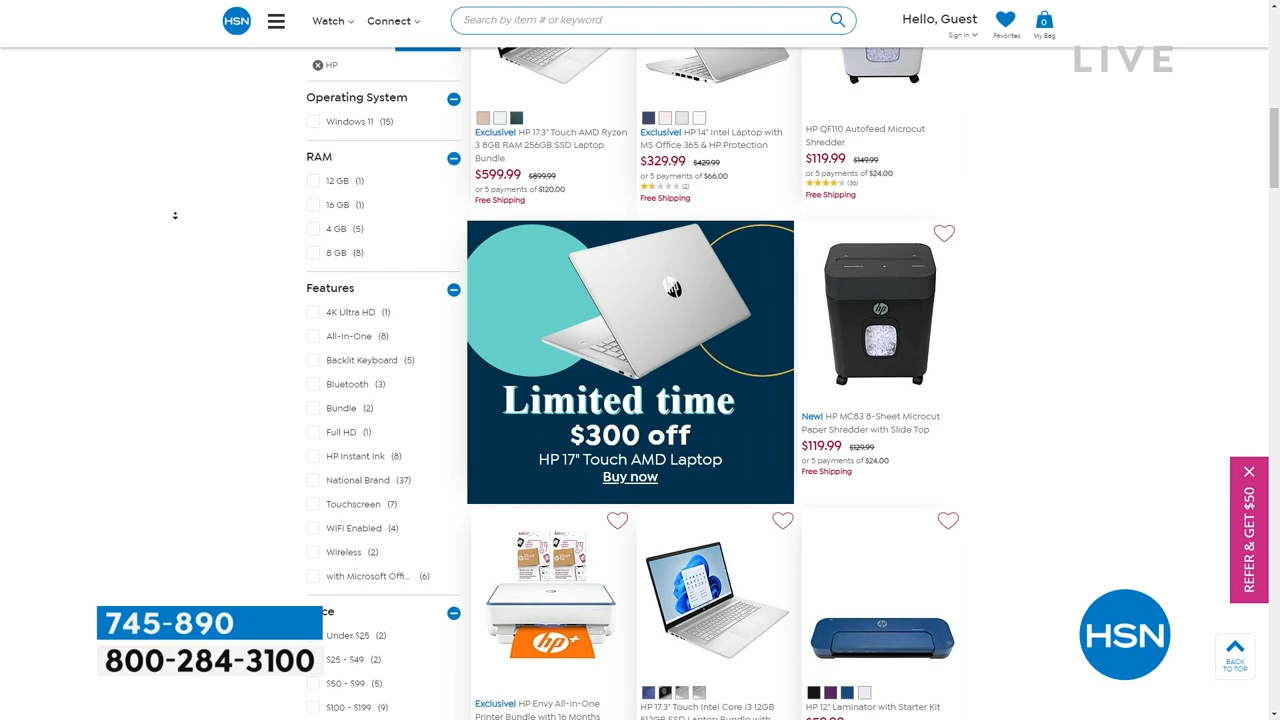 HSN
Watch
Connect
Search by item # or keyword
Hello, Guest
Sign In
Favorites
0
My Bag
LIVE
HP
Operating System
Windows 11 (15)
RAM
12 GB (1)
16 GB (1)
4 GB (5)
8 GB (8)
Features
4K Ultra HD (1)
All-In-One (8)
Backlit Keyboard (5)
Bluetooth (3)
Bundle (2)
Full HD (1)
HP Instant Ink (8)
National Brand (37)
Touchscreen (7)
WiFi Enabled (4)
Wireless (2)
with Microsoft Offi... (6)
Under $25 (2)
$25 - $49 (2)
$50 - $99 (5)
$100 - $199 (9)
Exclusive! HP 17.3" Touch AMD Ryzen
3 8GB RAM 256GB SSD Laptop
Bundle
$599.99 $899.99
or 5 payments of $120.00
Free Shipping
Exclusive! HP 14" Intel Laptop with
MS Office 365 & HP Protection
$329.99 $429.99
or 5 payments of $66.00
(2)
Free Shipping
HP QF110 Autofeed Microcut
Shredder
$119.99 $149.99
or 5 payments of $24.00
(36)
Free Shipping
hp
Limited time
$300 off
HP 17" Touch AMD Laptop
Buy now
hp
New! HP MC83 8-Sheet Microcut
Paper Shredder with Slide Top
$119.99 $129.99
or 5 payments of $24.00
Free Shipping
hp+
Exclusive! HP Envy All-in-One
Printer Bundle with 16 Months
HP 17.3" Touch Intel Core i3 12GB
512GB SSD Laptop Bundle with
hp
HP 12" Laminator with Starter Kit
REFER & GET $50
745-890
800-284-3100
HSN
BACK
TO TOP